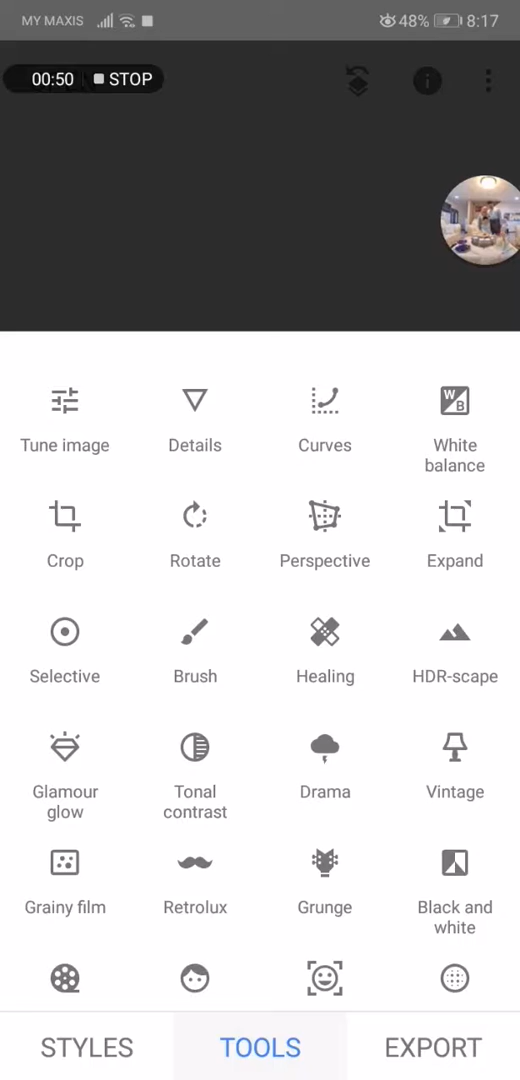 MY MAXIS 48% 8:17
00:50 STOP
Tune image Details Curves White balance
Crop Rotate Perspective Expand
Selective Brush Healing HDR-scape
Glamour glow Tonal contrast Drama Vintage
Grainy film Retrolux Grunge Black and white
STYLES TOOLS EXPORT